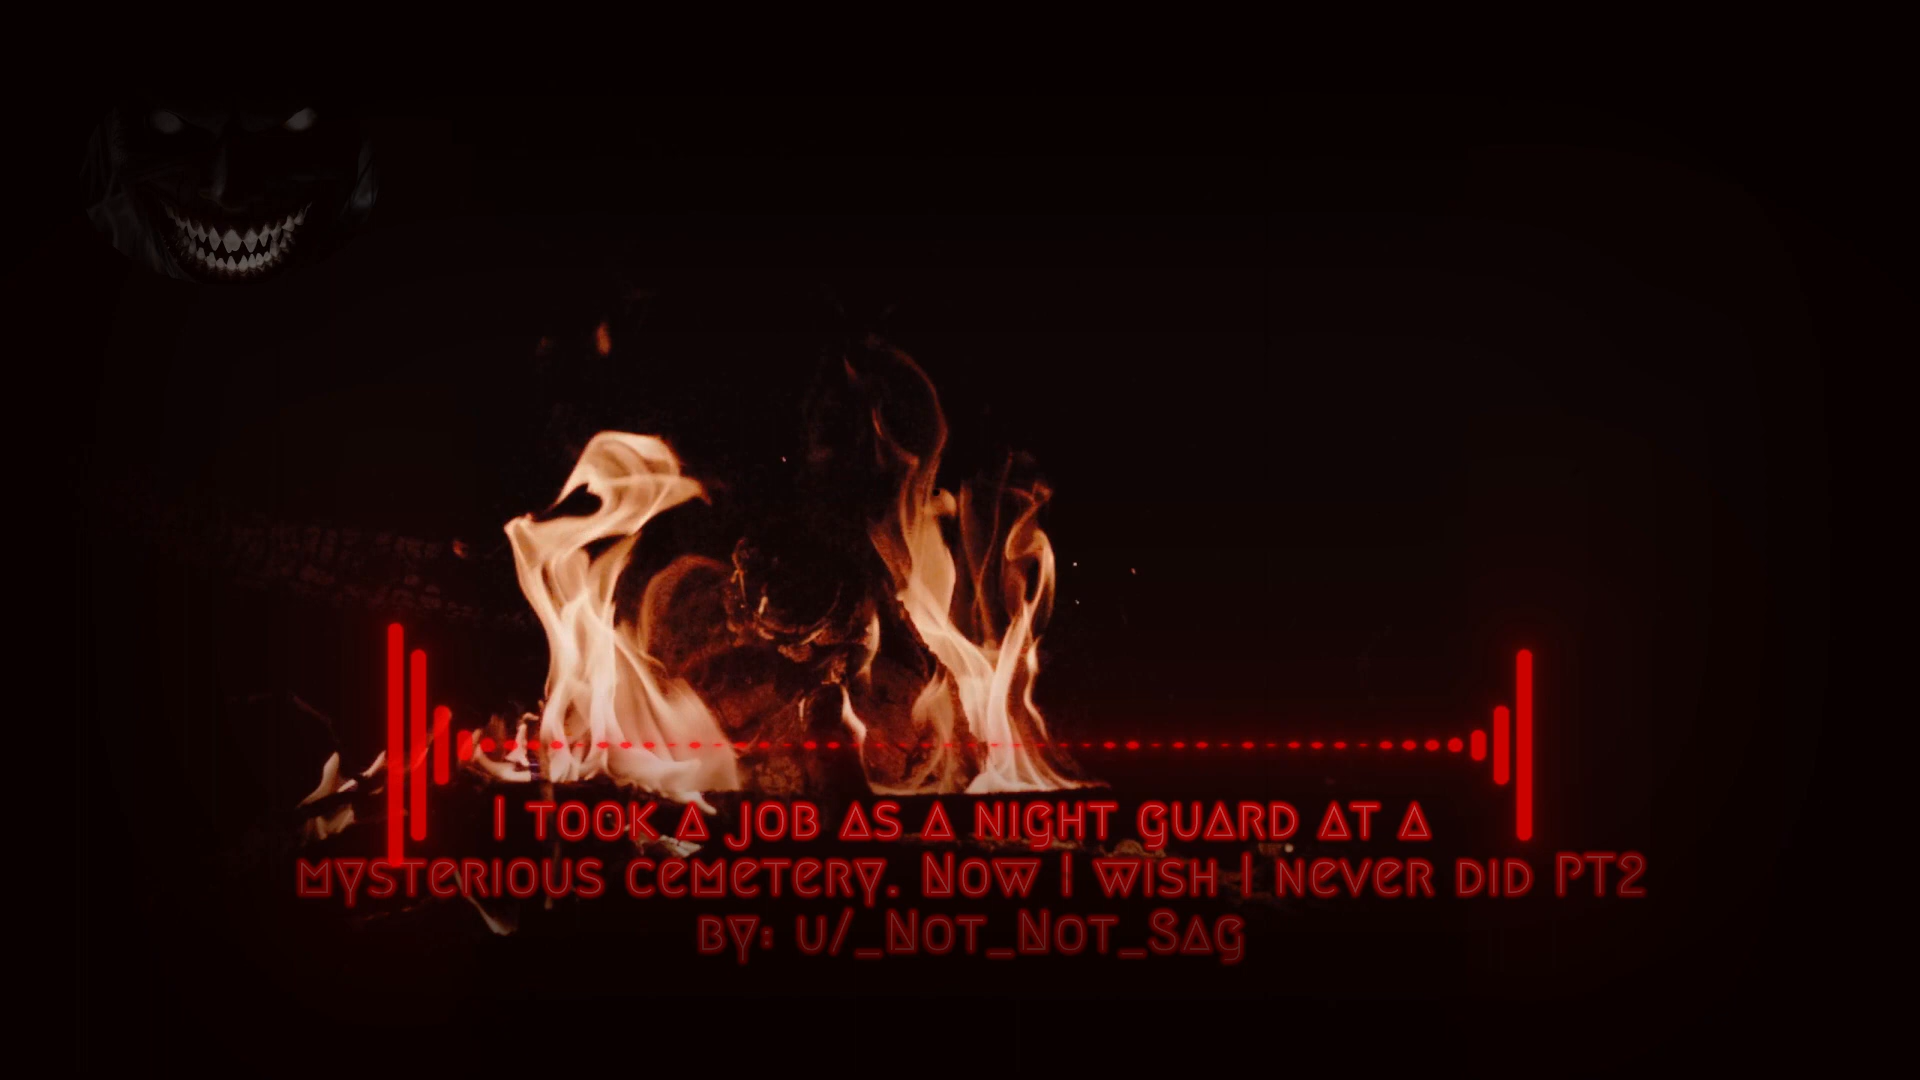 I took a job as a night guard at a
mysterious cemetery. Now I wish I never did PT2
by: u/_Not_Not_Sag